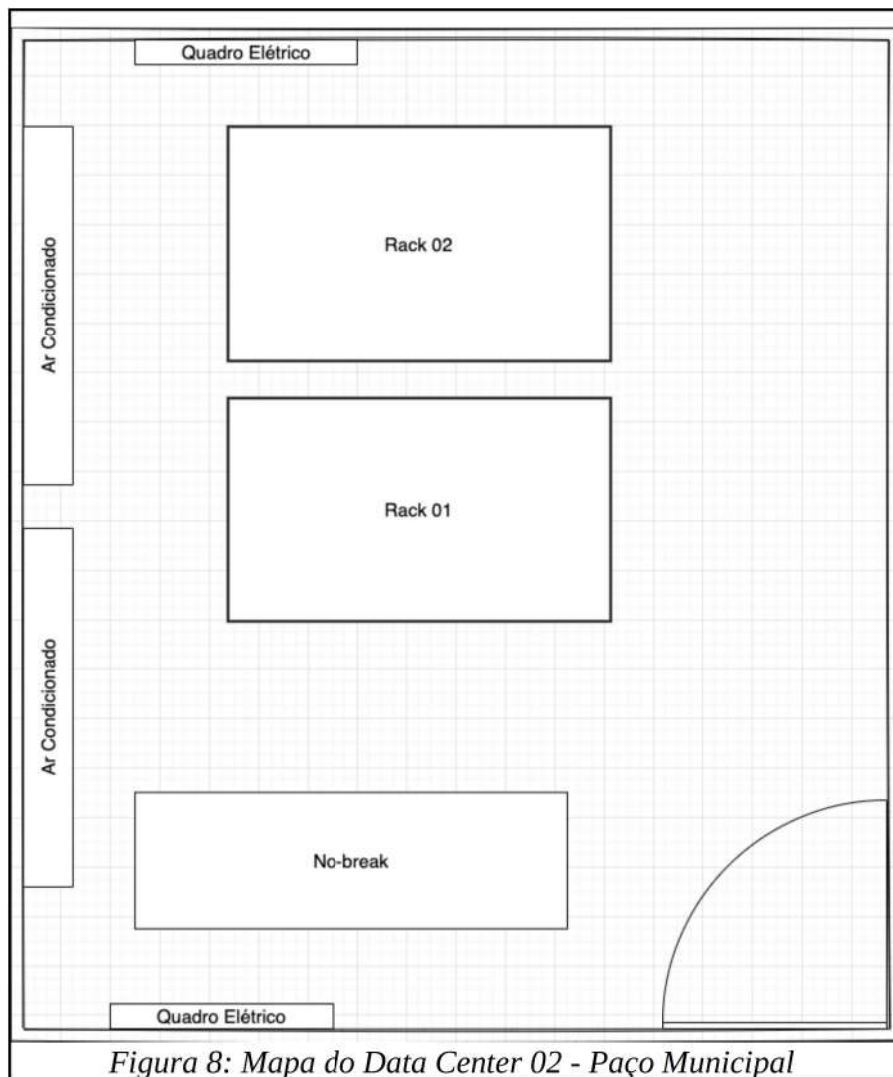 Quadro Elétrico
Rack 02
Ar Condicionado
Rack 01
Ar Condicionado
No-break
Quadro Elétrico
Figura 8: Mapa do Data Center 02 - Paço Municipal